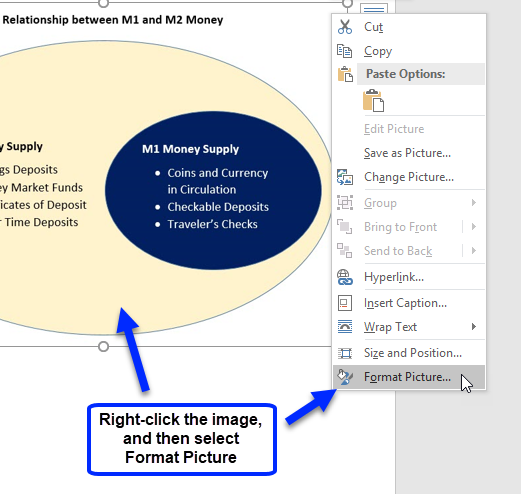 Relationship between M1 and M2 Money
Supply
Deposits
Market Funds
of Deposit
Time Deposits
M1 Money Supply
• Coins and Currency
in Circulation
• Checkable Deposits
• Traveler's Checks
Cut
Copy
Paste Options:
Edit Picture
Save as Picture...
Change Picture...
Group
Bring to Front
Send to Back
Hyperlink...
Insert Caption...
Wrap Text
Size and Position...
Format Picture...
Right-click the image,
and then select
Format Picture